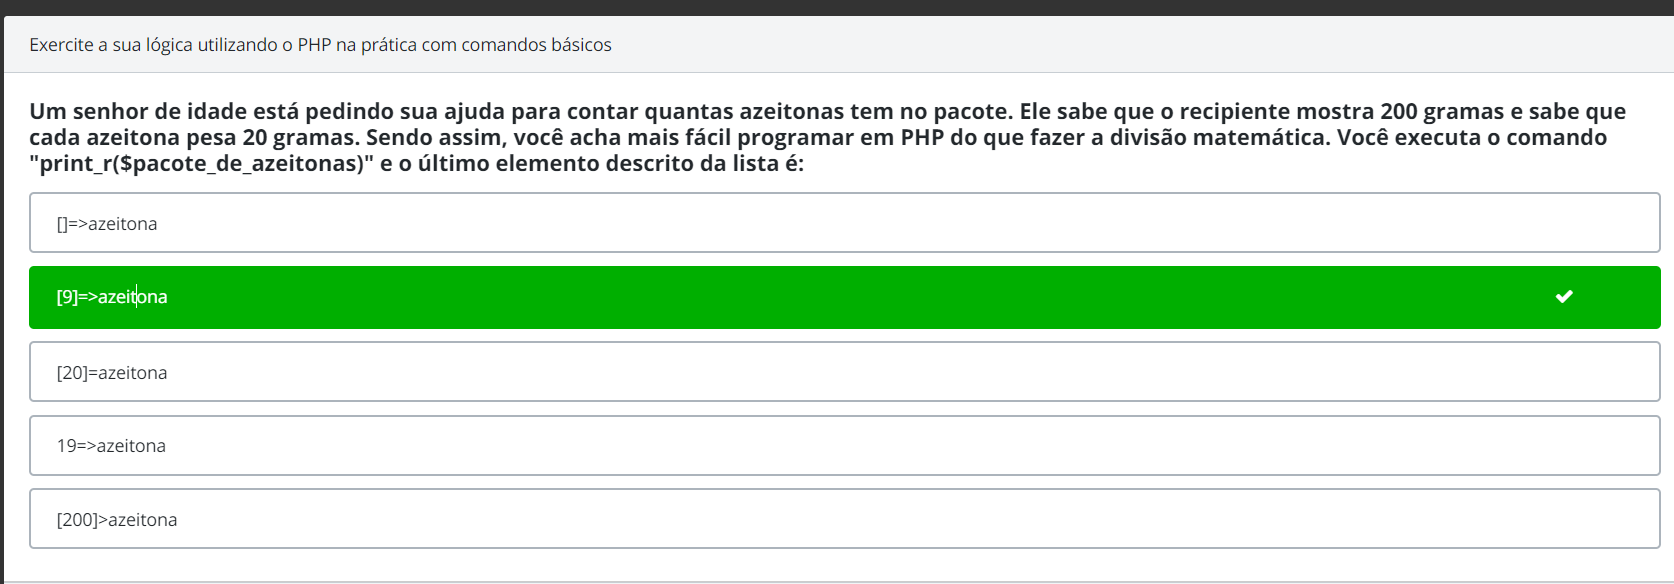 Exercite a sua lógica utilizando o PHP na prática com comandos básicos
Um senhor de idade está pedindo sua ajuda para contar quantas azeitonas tem no pacote. Ele sabe que o recipiente mostra 200 gramas e sabe que
cada azeitona pesa 20 gramas. Sendo assim, você acha mais fácil programar em PHP do que fazer a divisão matemática. Você executa o comando
"print_r($pacote_de_azeitonas)" e o último elemento descrito da lista é:
[]=>azeitona
[9]=>azeitona
[20]=azeitona
19=>azeitona
[200]>azeitona